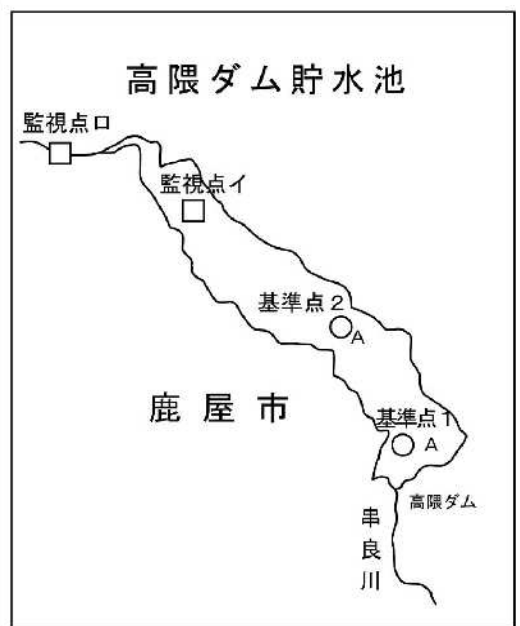 高隈ダム貯水池
監視点ロ
監視点イ
基準点2
A
鹿屋市
基準点1
A
高隈ダム
串良川